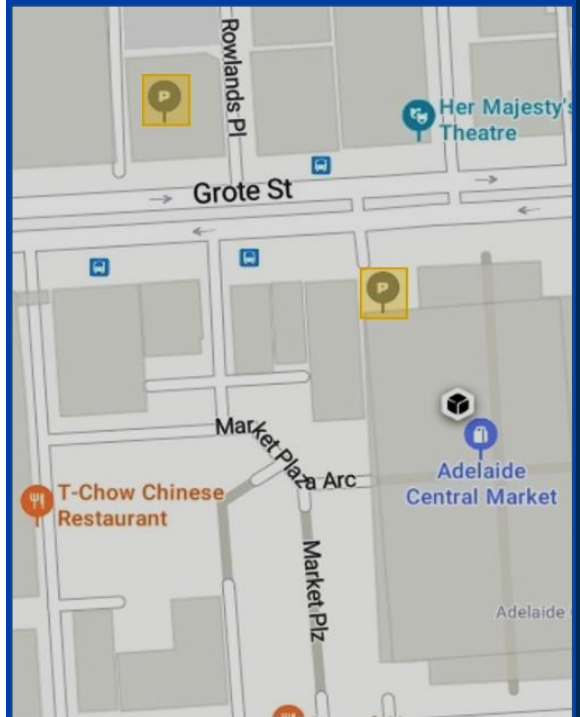 Rowlands Pl
P
Her Majesty's
Theatre
Grote St
P
Market Plaza Arc
Adelaide
Central Market
T-Chow Chinese
Restaurant
Market Plz
Adelaide